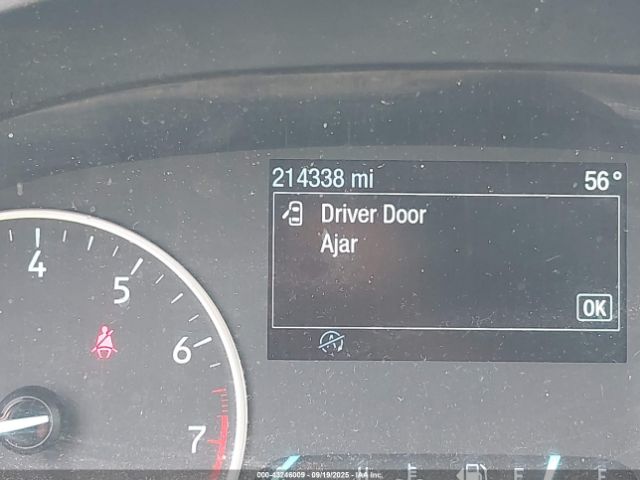 214338 mi
56°
Driver Door
Ajar
OK
4
5
6
7
H
E
F
E
000-43246009 - 09/19/2025 - IAA Inc.